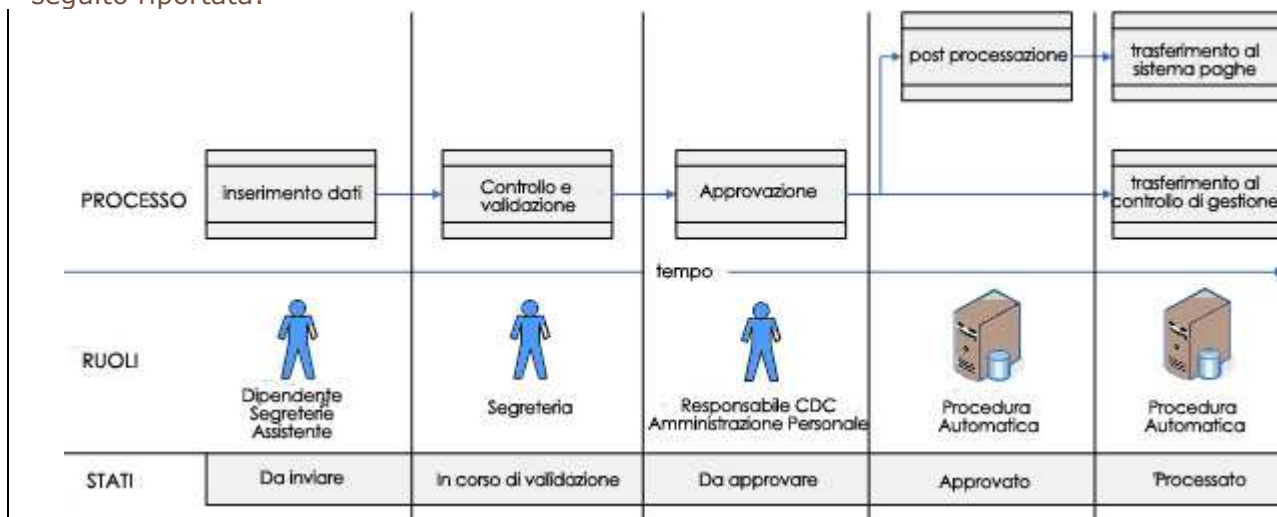 seguito riportata:
post processazione
trasferimento al
sistema paghe
PROCESSO
inserimento dati
Controllo e
validazione
Approvazione
trasferimento al
controllo di gestione
tempo
RUOLI
Dipendente
Segreterie
Assistente
Segreteria
Responsabile CDC
Amministrazione Personale
Procedura
Automatica
Procedura
Automatica
STATI
Da inviare
In corso di validazione
Da approvare
Approvato
Processato